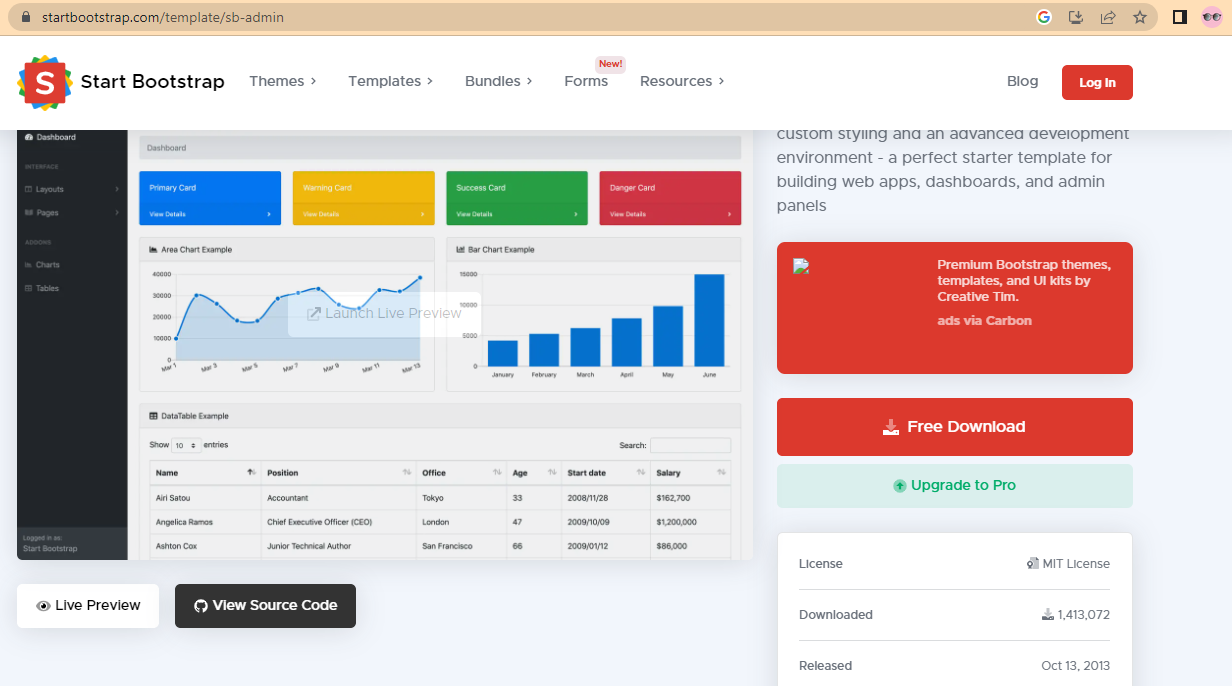 startbootstrap.com/template/sb-admin
S Start Bootstrap
Themes
Templates
Bundles
Forms
New!
Resources
Blog
Log In
Dashboard
INTERFACE
Layouts
Pages
ADDONS
Charts
Tables
Logged in as:
Start Bootstrap
Dashboard
Primary Card
Warning Card
Success Card
Danger Card
View Details
View Details
View Details
View Details
Area Chart Example
40000
30000
20000
10000
0
Mar 1 Mar 3 Mar 5 Mar 7 Mar 9 Mar 11 Mar 13
Launch Live Preview
Bar Chart Example
15000
10000
5000
0
January February March April May June
DataTable Example
Show 10 entries
Search:
Name Position Office Age Start date Salary
Airi Satou Accountant Tokyo 33 2008/11/28 $162,700
Angelica Ramos Chief Executive Officer (CEO) London 47 2009/10/09 $1,200,000
Ashton Cox Junior Technical Author San Francisco 66 2009/01/12 $86,000
Live Preview
View Source Code
custom styling and an advanced development
environment - a perfect starter template for
building web apps, dashboards, and admin
panels
Premium Bootstrap themes,
templates, and UI kits by
Creative Tim.
ads via Carbon
Free Download
Upgrade to Pro
License MIT License
Downloaded 1,413,072
Released Oct 13, 2013